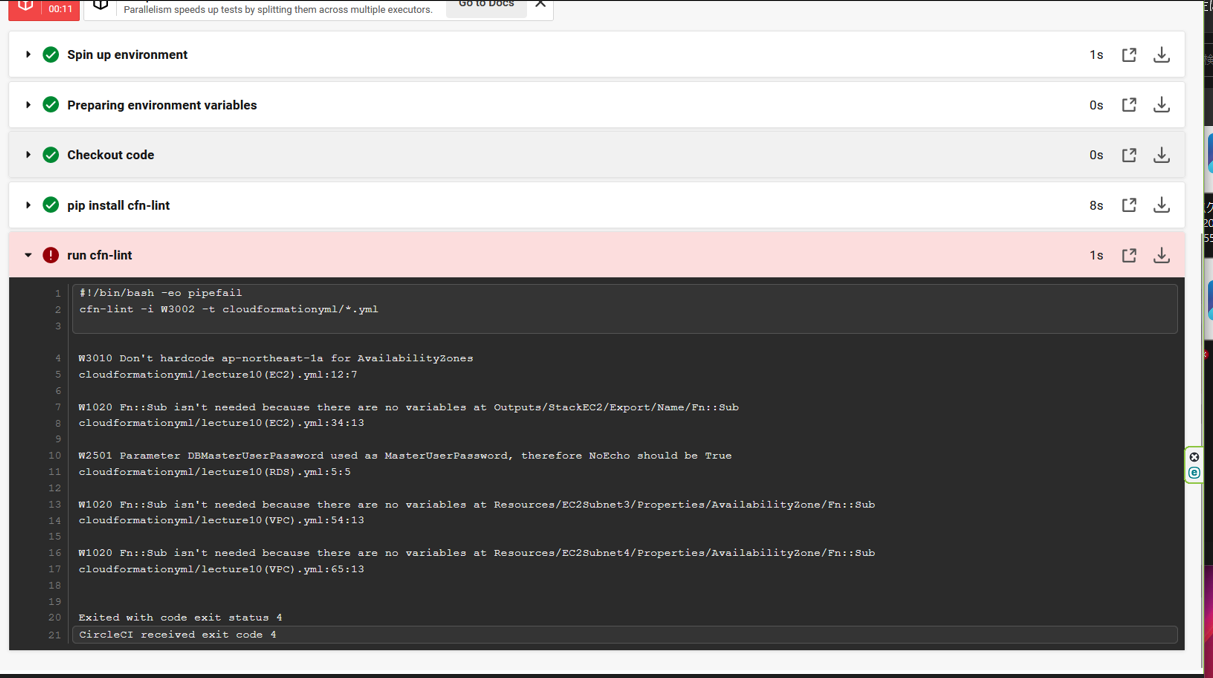 00:11
Parallelism speeds up tests by splitting them across multiple executors.
Go to Docs
Spin up environment 1s
Preparing environment variables 0s
Checkout code 0s
pip install cfn-lint 8s
run cfn-lint 1s
1 #!/bin/bash -eo pipefail
2 cfn-lint -i W3002 -t cloudformationyml/*.yml
3
4 W3010 Don't hardcode ap-northeast-1a for AvailabilityZones
5 cloudformationyml/lecture10(EC2).yml:12:7
6
7 W1020 Fn::Sub isn't needed because there are no variables at Outputs/StackEC2/Export/Name/Fn::Sub
8 cloudformationyml/lecture10(EC2).yml:34:13
9
10 W2501 Parameter DBMasterUserPassword used as MasterUserPassword, therefore NoEcho should be True
11 cloudformationyml/lecture10(RDS).yml:5:5
12
13 W1020 Fn::Sub isn't needed because there are no variables at Resources/EC2Subnet3/Properties/AvailabilityZone/Fn::Sub
14 cloudformationyml/lecture10(VPC).yml:54:13
15
16 W1020 Fn::Sub isn't needed because there are no variables at Resources/EC2Subnet4/Properties/AvailabilityZone/Fn::Sub
17 cloudformationyml/lecture10(VPC).yml:65:13
18
19
20 Exited with code exit status 4
21 CircleCI received exit code 4